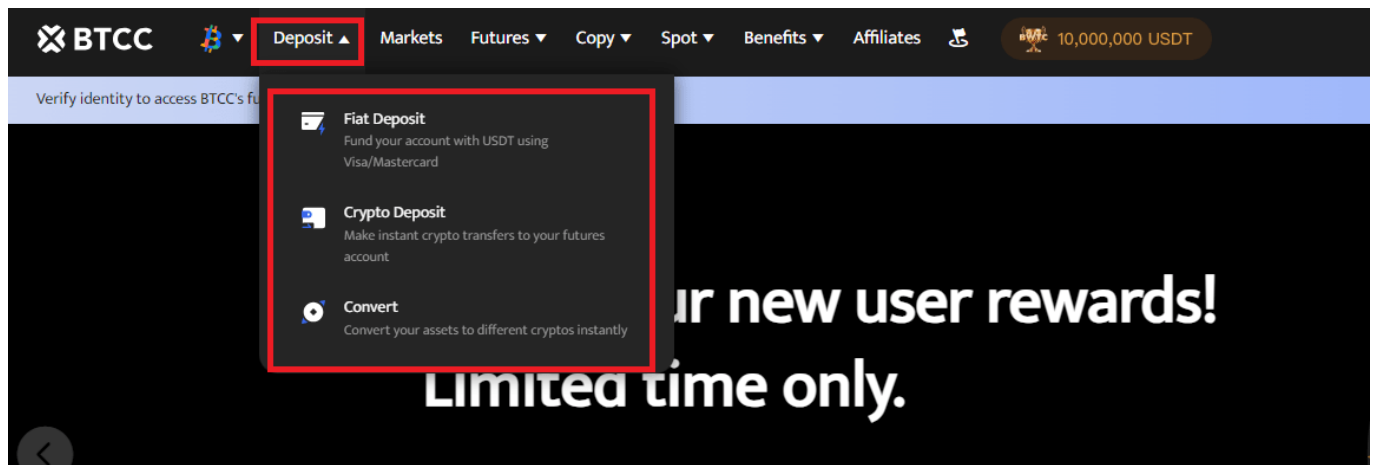 BTCC
Deposit ▲ Markets Futures ▼ Copy ▼ Spot ▼ Benefits ▼ Affiliates 10,000,000 USDT
Verify identity to access BTCC's
Fiat Deposit
Fund your account with USDT using
Visa/Mastercard
Crypto Deposit
Make instant crypto transfers to your futures
account
Convert
Convert your assets to different cryptos instantly
new user rewards!
Limited time only.